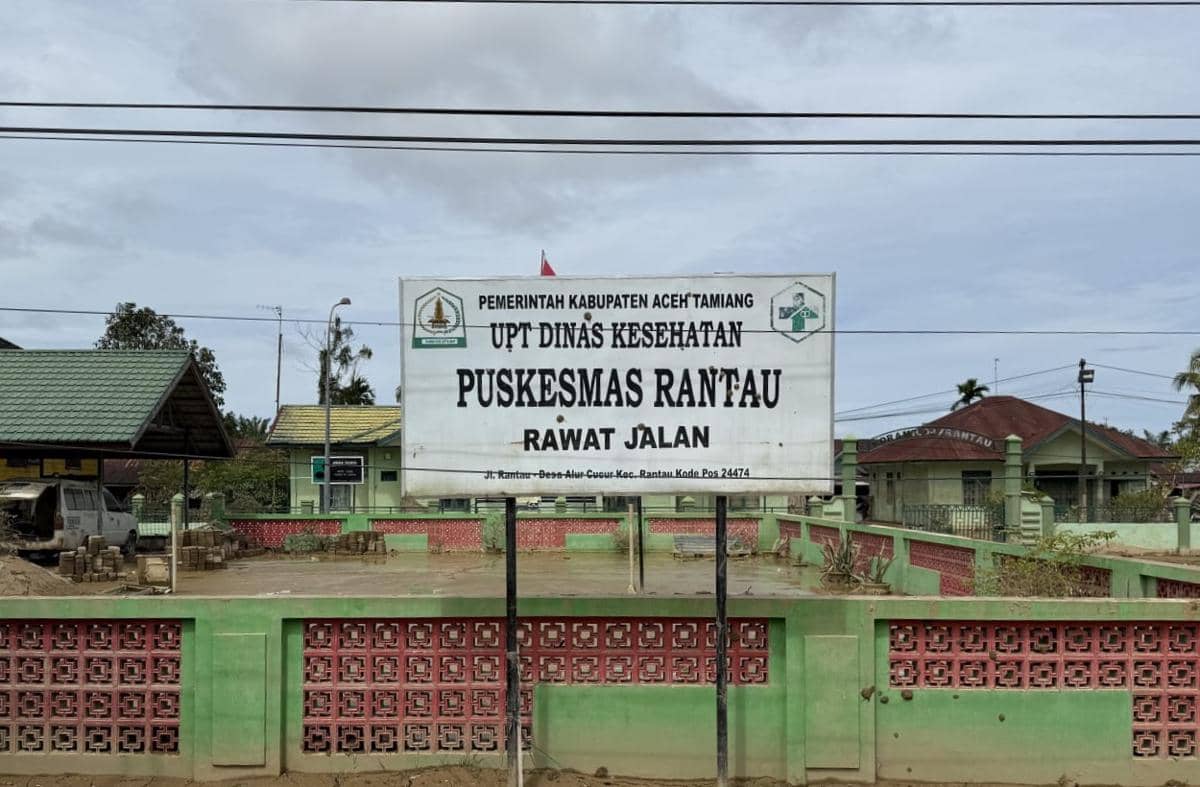 PEMERINTAH KABUPATEN ACEH TAMIANG
UPT DINAS KESEHATAN
PUSKESMAS RANTAU
RAWAT JALAN
Jl. Rantau - Desa Alur Cucur Kec. Rantau Kode Pos 24474